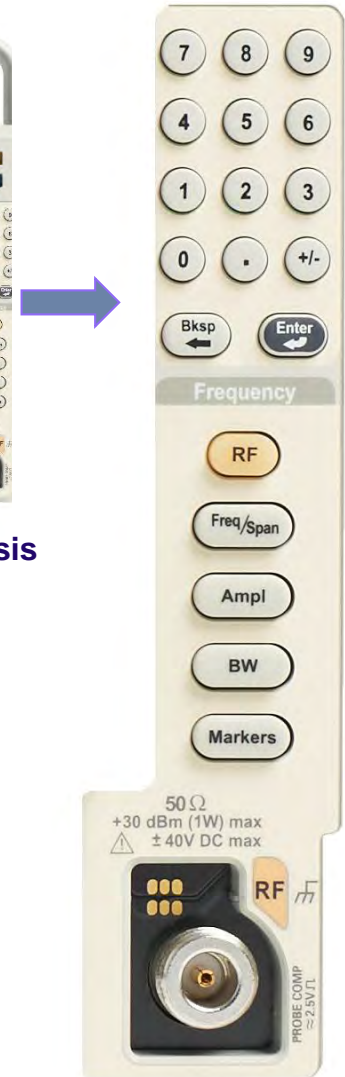 7 8 9
4 5 6
1 2 3
0 . +/-
Bksp Enter
Frequency
RF
Freq/Span
Ampl
BW
Markers
sis
50Ω
+30 dBm (1W) max
± 40V DC max
RF
PROBE COMP
≈ 2.5V